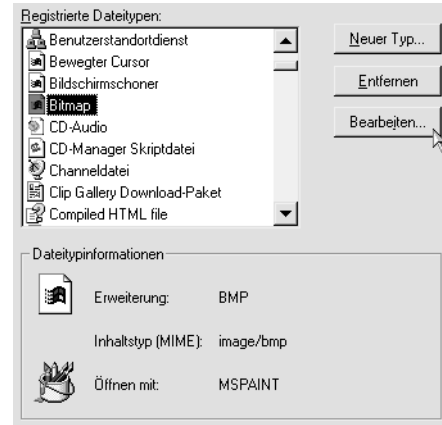 Registrierte Dateitypen:
Benutzerstandortdienst
Bewegter Cursor
Bildschirmschoner
Bitmap
CD-Audio
CD-Manager Skriptdatei
Channeldatei
Clip Gallery Download-Paket
Compiled HTML file
Neuer Typ...
Entfernen
Bearbeiten...
Dateitypinformationen
Erweiterung: BMP
Inhaltstyp (MIME): image/bmp
Öffnen mit: MSPAINT